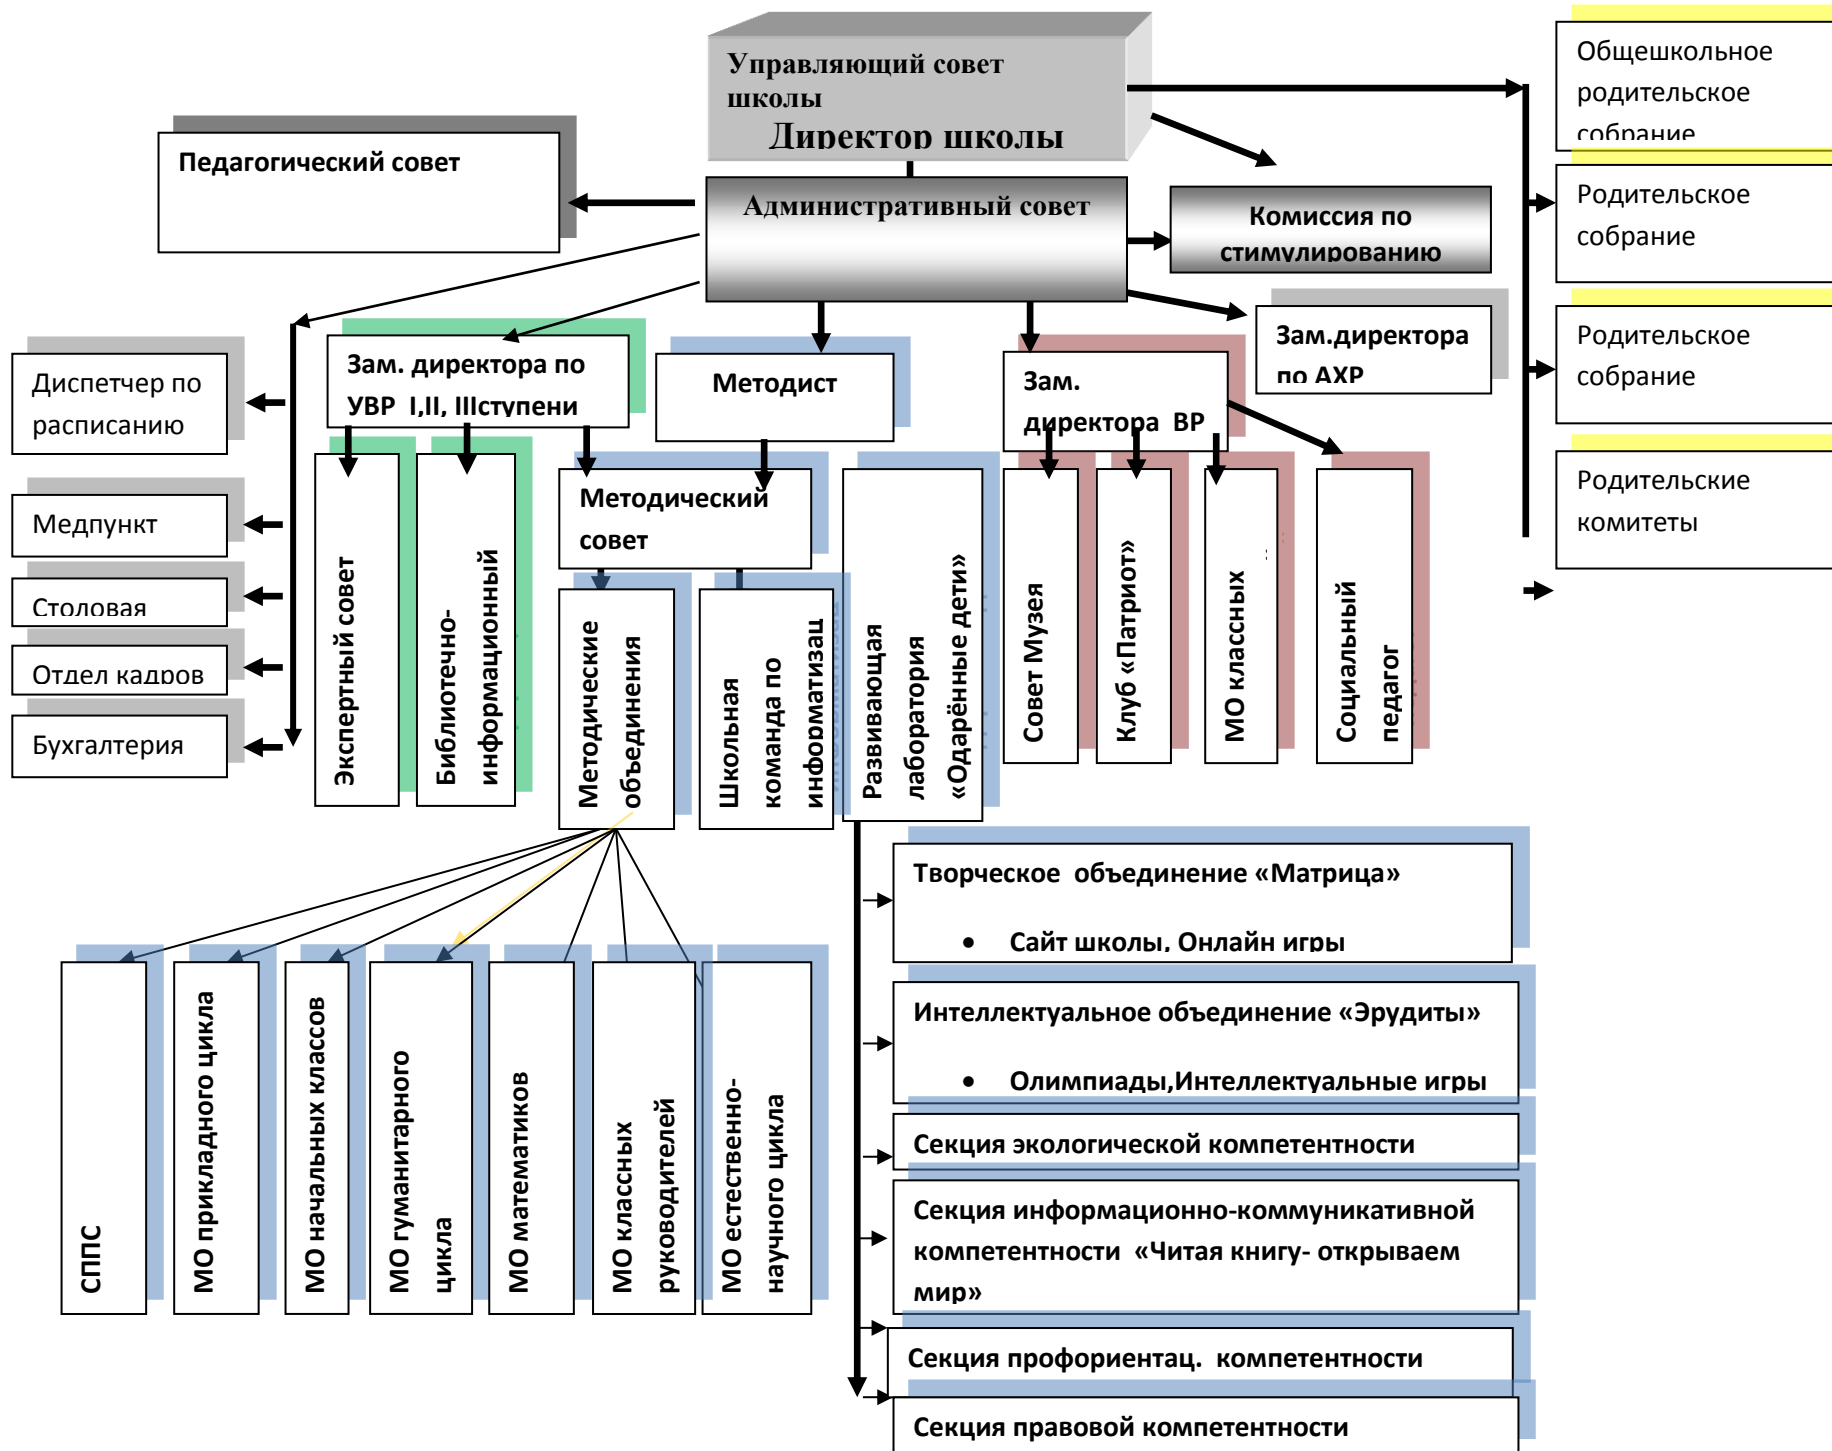 Управляющий совет
школы
Директор школы
Общешкольное
родительское
собрание
Педагогический совет
Административный совет
Комиссия по
стимулированию
Родительское
собрание
Зам.директора
по АХР
Родительское
собрание
Зам. директора по
УВР I,II, IIIступени
Методист
Зам.
директора ВР
Диспетчер по
расписанию
Родительские
комитеты
Медпункт
Столовая
Отдел кадров
Бухгалтерия
Экспертный совет
Библиотечно-
информационный
Методический
совет
Методические
объединения
Школьная
команда по
информатизац
Развивающая
лаборатория
«Одарённые дети»
Совет Музея
Клуб «Патриот»
МО классных
Социальный
педагог
СППС
МО прикладного цикла
МО начальных классов
МО гуманитарного
цикла
МО математиков
МО классных
руководителей
МО естественно-
научного цикла
Творческое объединение «Матрица»
• Сайт школы, Онлайн игры
Интеллектуальное объединение «Эрудиты»
• Олимпиады,Интеллектуальные игры
Секция экологической компетентности
Секция информационно-коммуникативной
компетентности «Читая книгу- открываем
мир»
Секция профориентац. компетентности
Секция правовой компетентности